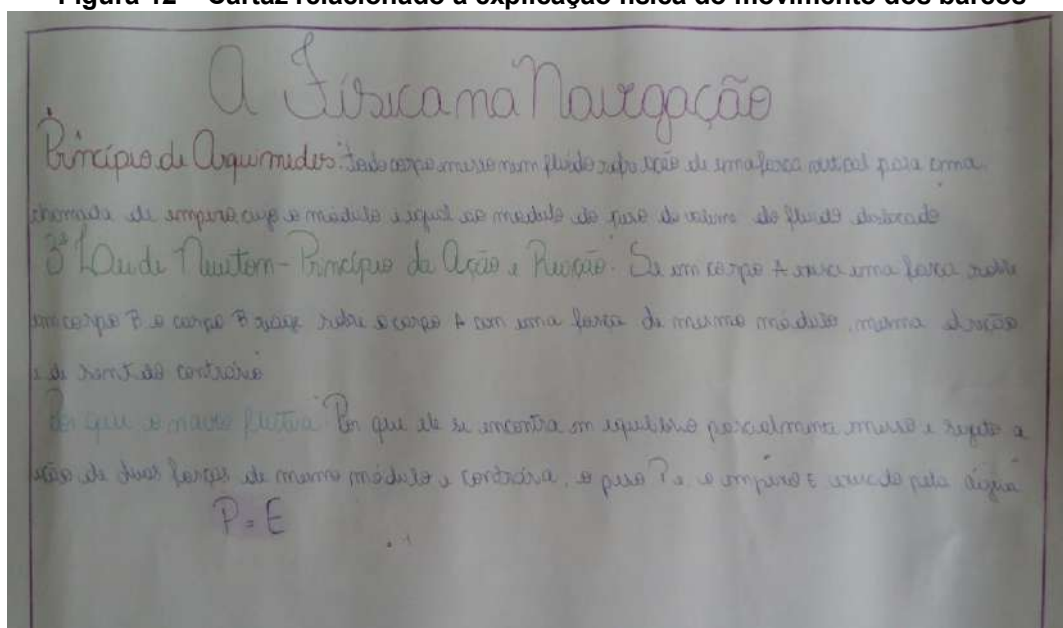 Figura 12 – Cartaz relacionado à explicação física do movimento dos barcos
A Física na Navegação
Princípio de Arquimedes: todo corpo imerso num fluido sofre ação de uma força vertical para cima,
chamada de empuxo cujo o módulo é igual ao módulo do peso do volume do fluido deslocado
3ª Lei de Newton - Princípio da Ação e Reação. Se um corpo A exerce uma força sobre
um corpo B o corpo B reage sobre o corpo A com uma força de mesmo módulo, mesma direção
e de sentido contrário
Por que o navio flutua? Por que ele se encontra em equilíbrio parcialmente imerso e sujeito a
ação de duas forças de mesmo módulo e contrária, o peso P e, o empuxo E exercido pela água
P = E